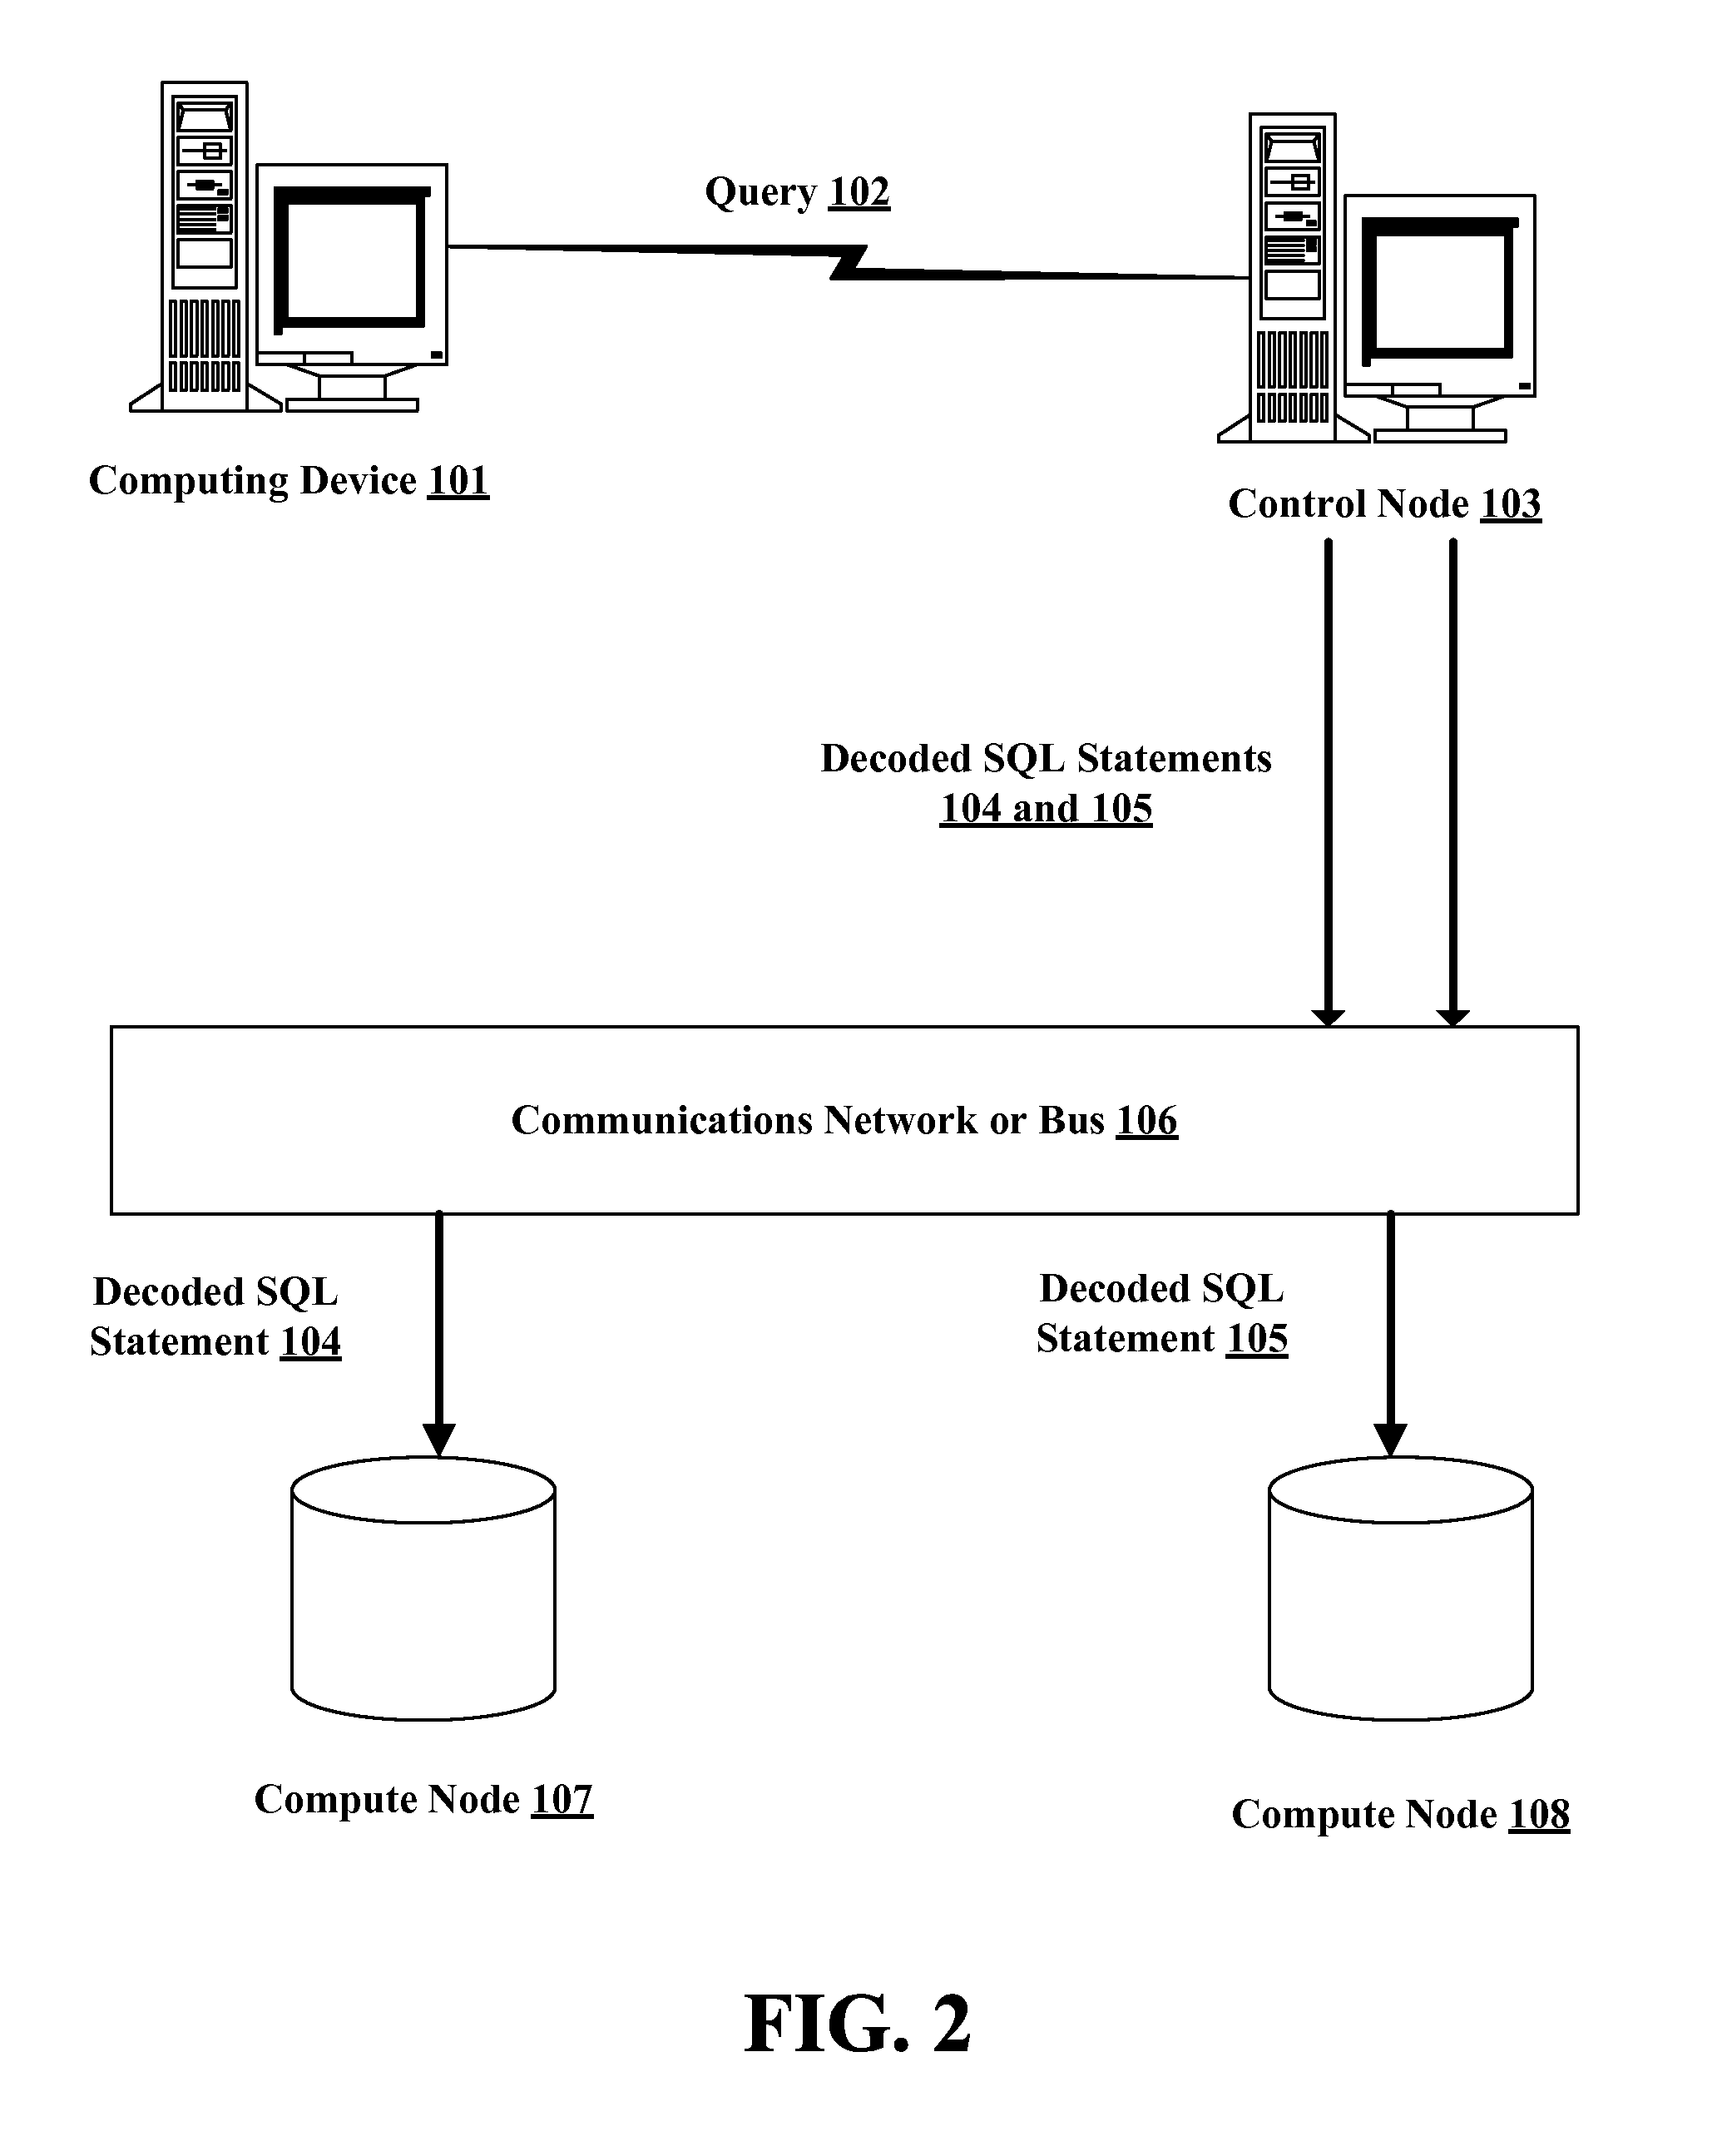 Query 102
Computing Device 101
Control Node 103
Decoded SQL Statements
104 and 105
Communications Network or Bus 106
Decoded SQL
Statement 104
Decoded SQL
Statement 105
Compute Node 107
Compute Node 108
FIG. 2